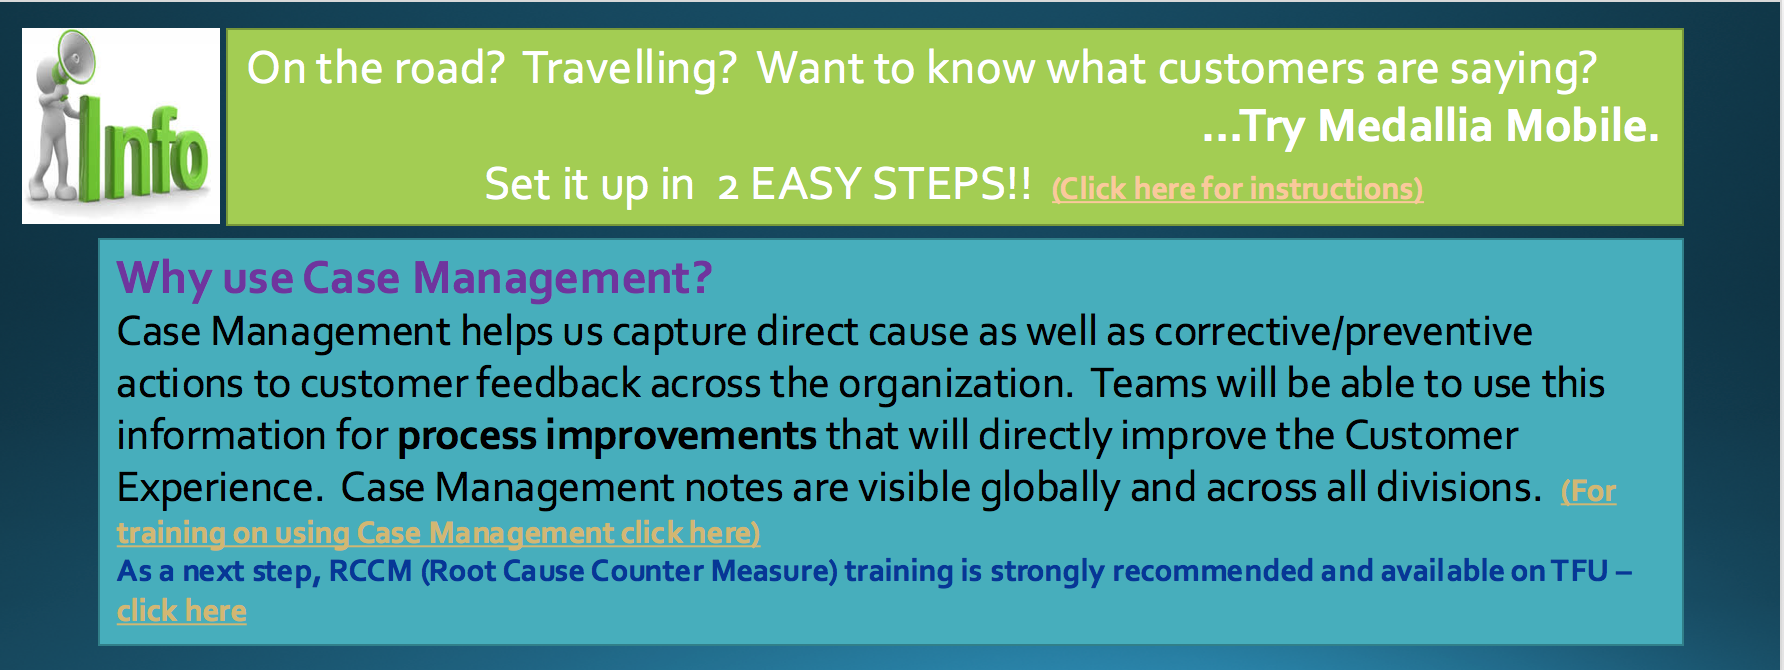 Info
On the road? Travelling? Want to know what customers are saying?
...Try Medallia Mobile.
Set it up in 2 EASY STEPS!! (Click here for instructions)
Why use Case Management?
Case Management helps us capture direct cause as well as corrective/preventive
actions to customer feedback across the organization. Teams will be able to use this
information for process improvements that will directly improve the Customer
Experience. Case Management notes are visible globally and across all divisions. (For
training on using Case Management click here)
As a next step, RCCM (Root Cause Counter Measure) training is strongly recommended and available on TFU –
click here